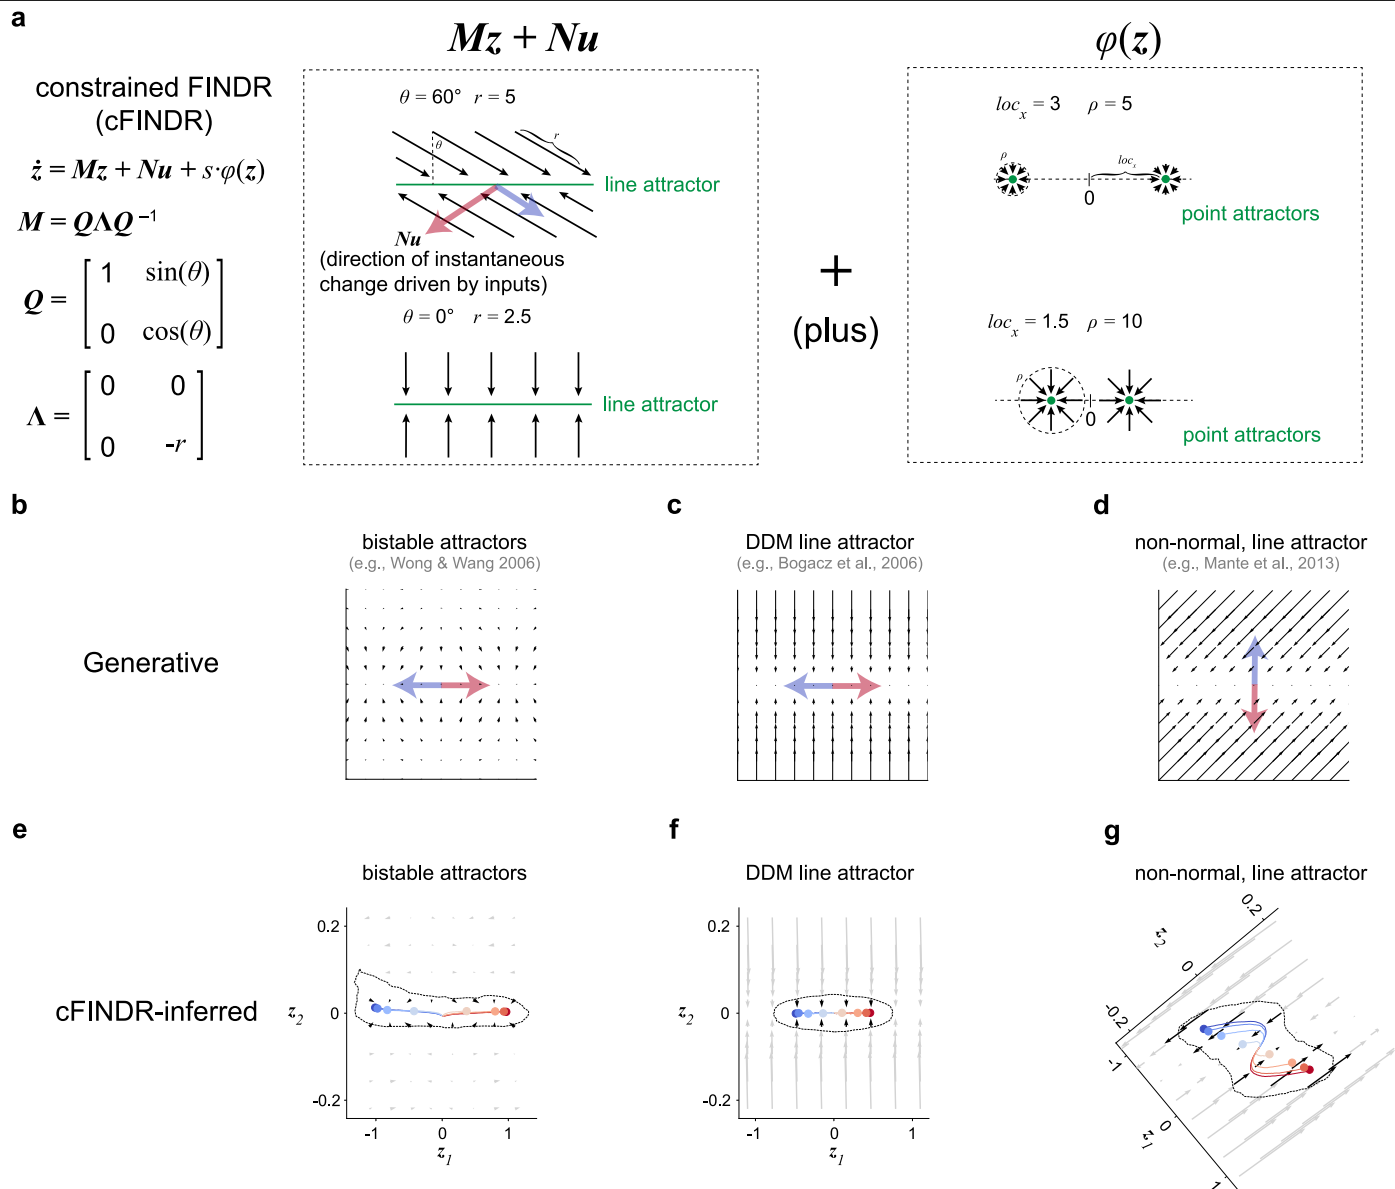 a
Mz + Nu
φ(z)
constrained FINDR
(cFINDR)
ż = Mz + Nu + s·φ(z)
M = QΛQ⁻¹
Q = [ 1 sin(θ)
0 cos(θ) ]
Λ = [ 0 0
0 -r ]
θ = 60° r = 5
r
θ
line attractor
Nu
(direction of instantaneous
change driven by inputs)
θ = 0° r = 2.5
line attractor
+
(plus)
loc_x = 3 ρ = 5
ρ
loc_x
0
point attractors
loc_x = 1.5 ρ = 10
ρ
0
point attractors
b
c
d
bistable attractors
(e.g., Wong & Wang 2006)
DDM line attractor
(e.g., Bogacz et al., 2006)
non-normal, line attractor
(e.g., Mante et al., 2013)
Generative
e
f
g
bistable attractors
DDM line attractor
non-normal, line attractor
cFINDR-inferred
0.2
z₂ 0
-0.2
-1 0 1
z₁
0.2
z₂ 0
-0.2
-1 0 1
z₁
0.2
z₂
0
-0.2
-1
0
z₁
1